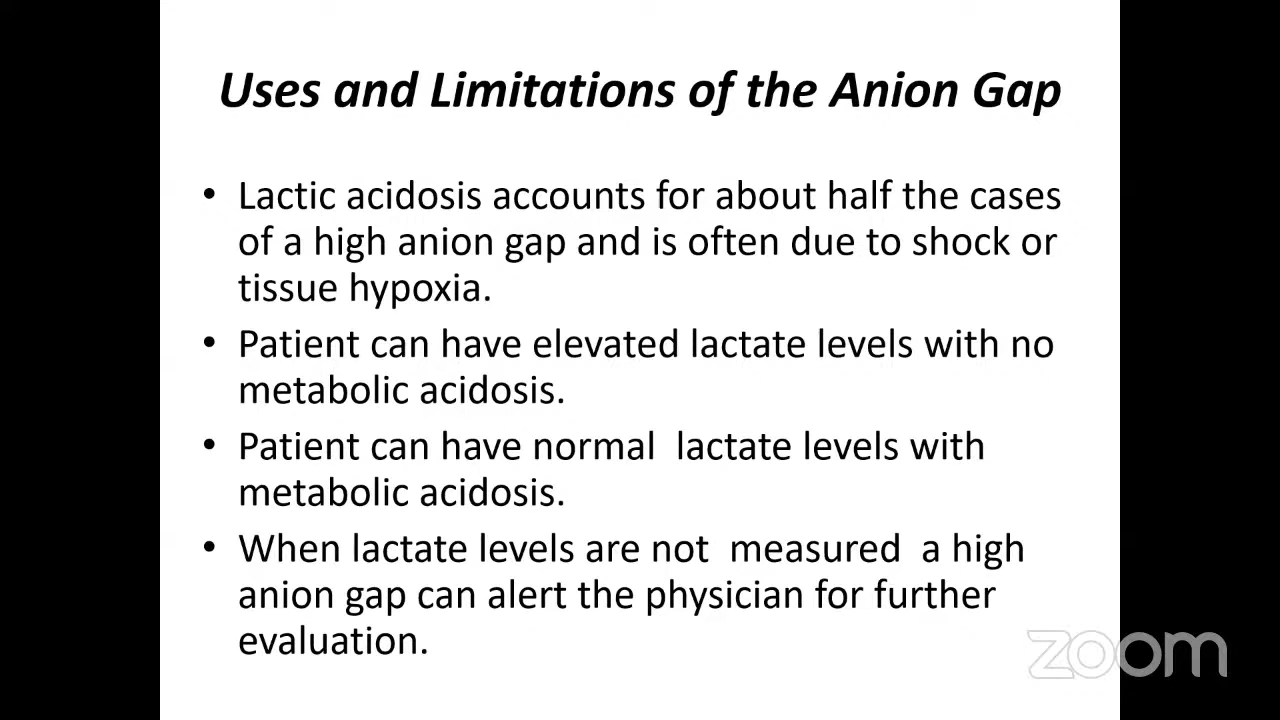 Uses and Limitations of the Anion Gap
• Lactic acidosis accounts for about half the cases
of a high anion gap and is often due to shock or
tissue hypoxia.
• Patient can have elevated lactate levels with no
metabolic acidosis.
• Patient can have normal  lactate levels with
metabolic acidosis.
• When lactate levels are not  measured  a high
anion gap can alert the physician for further
evaluation.
zoom